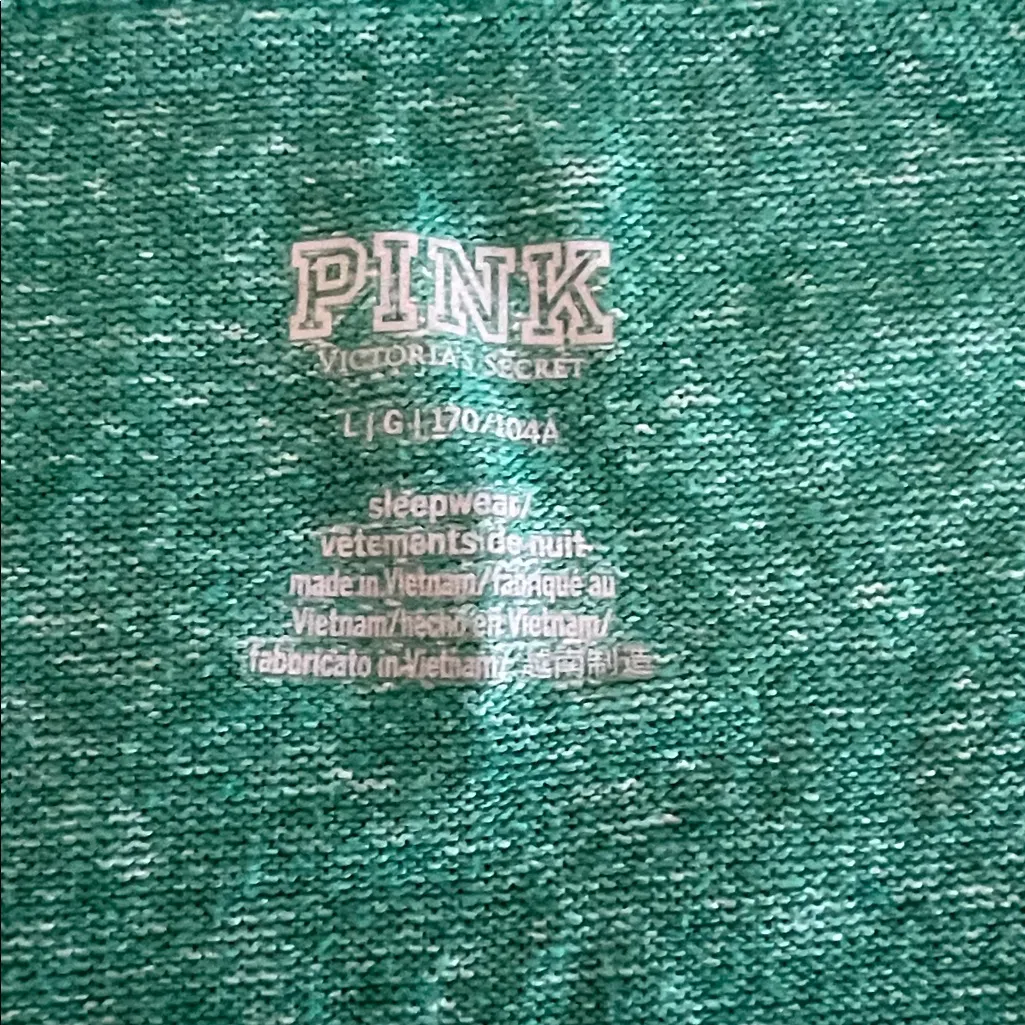 PINK
VICTORIA'S SECRET
L | G | 170/104A
sleepwear/
vêtements de nuit
made in Vietnam/fabriqué au
Vietnam/hecho en Vietnam/
fabbricato in Vietnam/ 越南制造